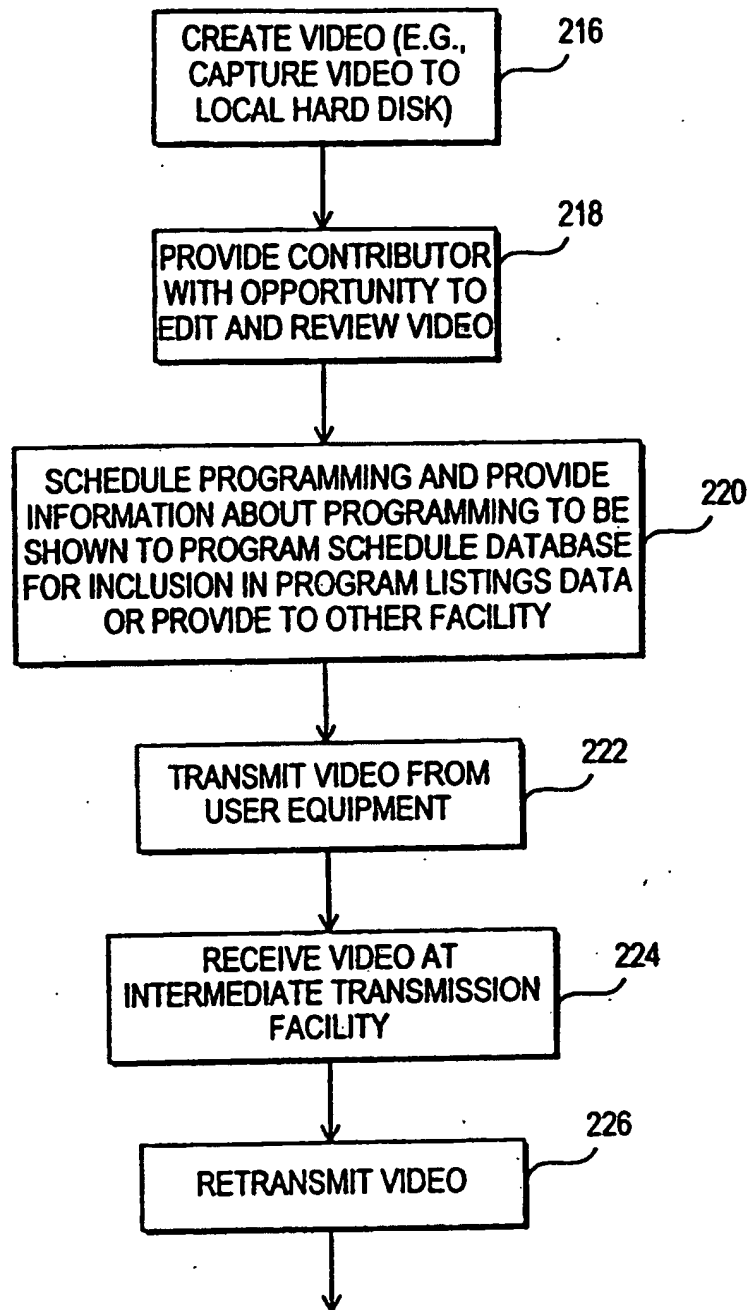 CREATE VIDEO (E.G.,
CAPTURE VIDEO TO
LOCAL HARD DISK)
216
PROVIDE CONTRIBUTOR
WITH OPPORTUNITY TO
EDIT AND REVIEW VIDEO
218
SCHEDULE PROGRAMMING AND PROVIDE
INFORMATION ABOUT PROGRAMMING TO BE
SHOWN TO PROGRAM SCHEDULE DATABASE
FOR INCLUSION IN PROGRAM LISTINGS DATA
OR PROVIDE TO OTHER FACILITY
220
TRANSMIT VIDEO FROM
USER EQUIPMENT
222
RECEIVE VIDEO AT
INTERMEDIATE TRANSMISSION
FACILITY
224
RETRANSMIT VIDEO
226